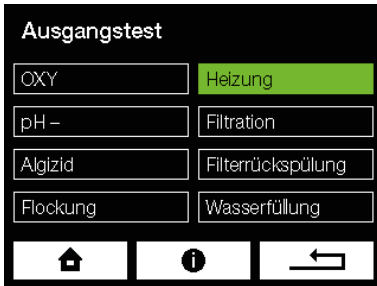 Ausgangstest
OXY
Heizung
pH –
Filtration
Algizid
Filterrückspülung
Flockung
Wasserfüllung